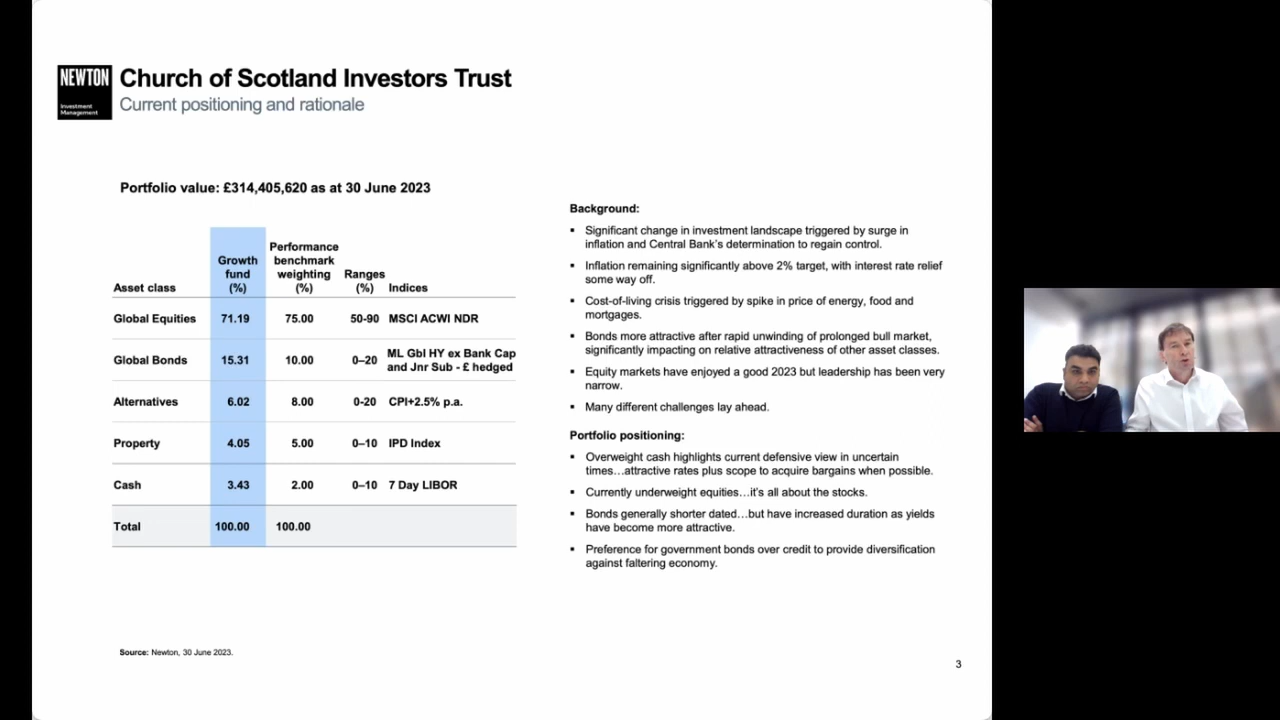 NEWTON
Investment
Management
Church of Scotland Investors Trust
Current positioning and rationale
Portfolio value: £314,405,620 as at 30 June 2023
Asset class
Growth
fund
(%)
Performance
benchmark
weighting
(%)
Ranges
(%)
Indices
Global Equities 71.19 75.00 50-90 MSCI ACWI NDR
Global Bonds 15.31 10.00 0–20 ML Gbl HY ex Bank Cap
and Jnr Sub - £ hedged
Alternatives 6.02 8.00 0-20 CPI+2.5% p.a.
Property 4.05 5.00 0–10 IPD Index
Cash 3.43 2.00 0–10 7 Day LIBOR
Total 100.00 100.00
Background:
▪ Significant change in investment landscape triggered by surge in
inflation and Central Bank's determination to regain control.
▪ Inflation remaining significantly above 2% target, with interest rate relief
some way off.
▪ Cost-of-living crisis triggered by spike in price of energy, food and
mortgages.
▪ Bonds more attractive after rapid unwinding of prolonged bull market,
significantly impacting on relative attractiveness of other asset classes.
▪ Equity markets have enjoyed a good 2023 but leadership has been very
narrow.
▪ Many different challenges lay ahead.
Portfolio positioning:
▪ Overweight cash highlights current defensive view in uncertain
times…attractive rates plus scope to acquire bargains when possible.
▪ Currently underweight equities…it's all about the stocks.
▪ Bonds generally shorter dated…but have increased duration as yields
have become more attractive.
▪ Preference for government bonds over credit to provide diversification
against faltering economy.
Source: Newton, 30 June 2023.
3